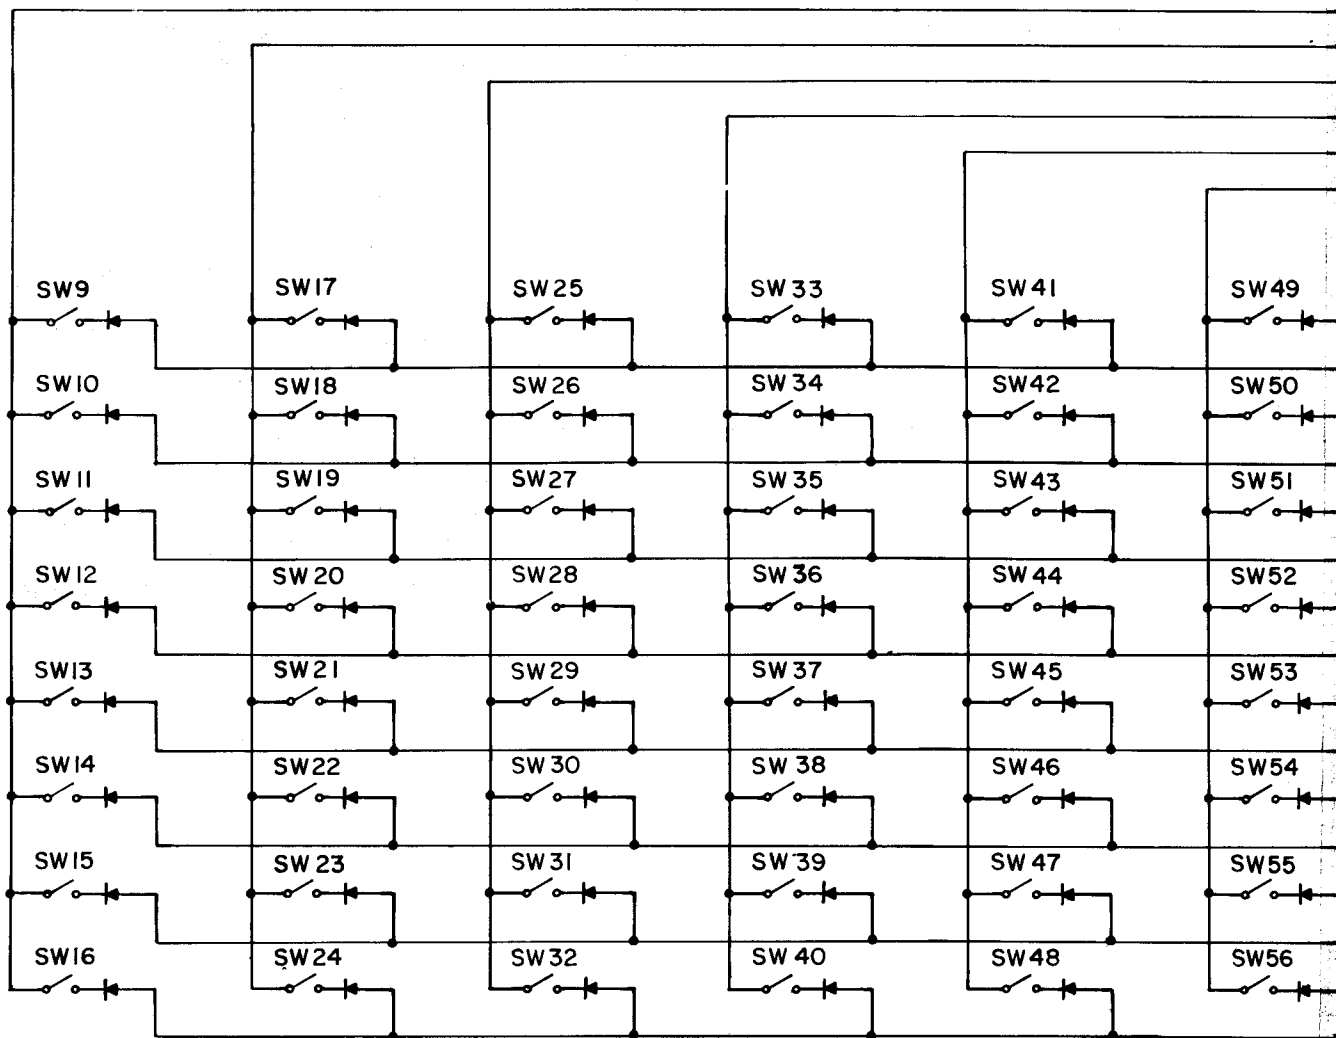 SW9 SW17 SW25 SW33 SW41 SW49
SW10 SW18 SW26 SW34 SW42 SW50
SW11 SW19 SW27 SW35 SW43 SW51
SW12 SW20 SW28 SW36 SW44 SW52
SW13 SW21 SW29 SW37 SW45 SW53
SW14 SW22 SW30 SW38 SW46 SW54
SW15 SW23 SW31 SW39 SW47 SW55
SW16 SW24 SW32 SW40 SW48 SW56